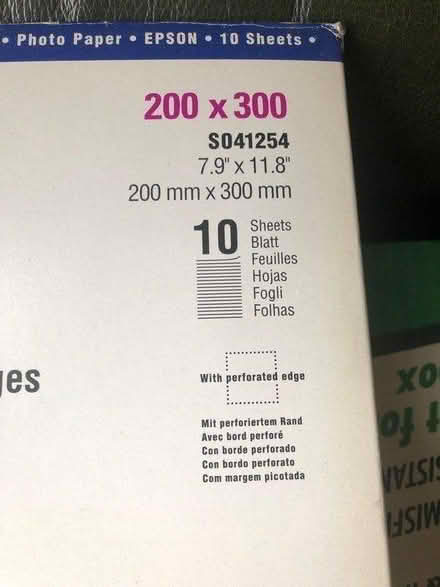 • Photo Paper • EPSON • 10 Sheets •
200 x 300
S041254
7.9" x 11.8"
200 mm x 300 mm
10
Sheets
Blatt
Feuilles
Hojas
Fogli
Folhas
With perforated edge
Mit perforiertem Rand
Avec bord perforé
Con borde perforado
Con bordo perforato
Com margem picotada